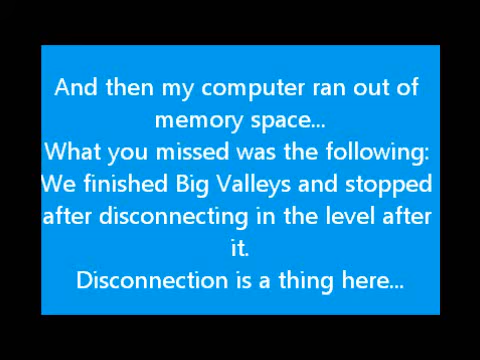 And then my computer ran out of
memory space...
What you missed was the following:
We finished Big Valleys and stopped
after disconnecting in the level after
it.
Disconnection is a thing here...